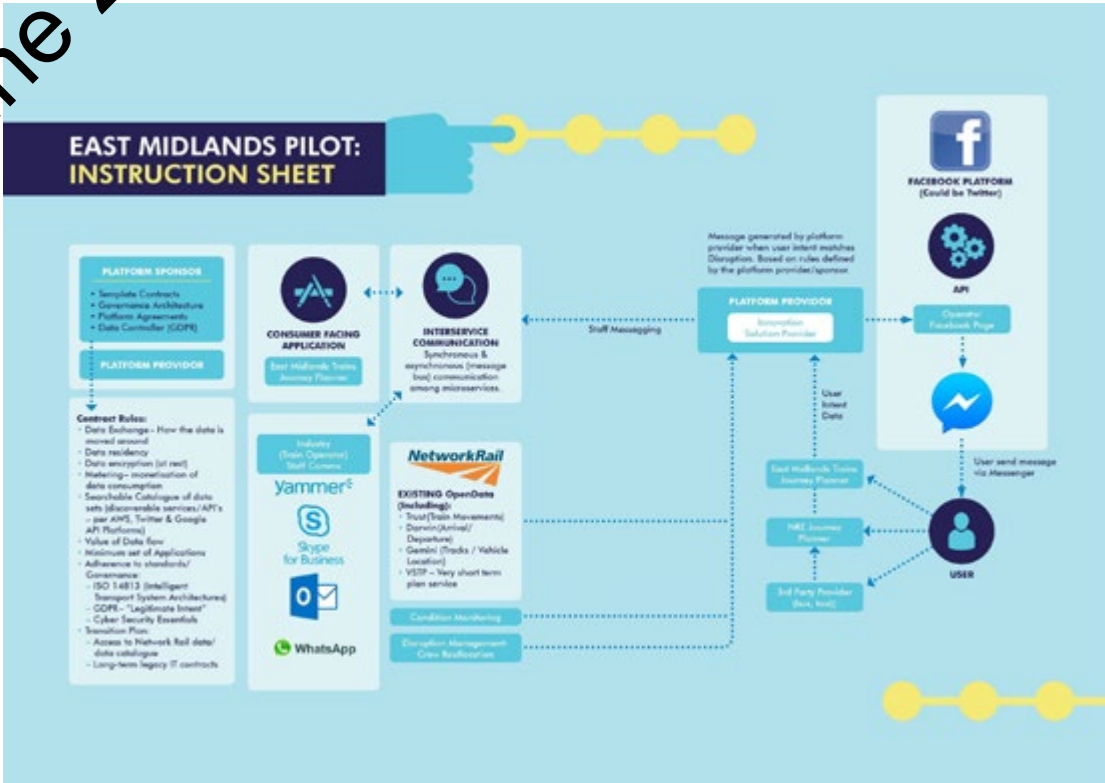 ne
EAST MIDLANDS PILOT:
INSTRUCTION SHEET
PLATFORM SPONSOR
• Template Contracts
• Governance Architecture
• Platform Agreements
• Data Controller (GDPR)
PLATFORM PROVIDOR
Contract Rules:
• Data Exchange - How the data is
moved around
• Data residency
• Data encryption (at rest)
• Metering - monetisation of
data consumption
• Searchable Catalogue of data
sets (discoverable services/API's
- per AWS, Twitter & Google
API Platforms)
• Value of Data flow
• Minimum set of Applications
• Adherence to standards/
Governance:
- ISO 14813 (Intelligent
Transport System Architectures)
- GDPR - "Legitimate Intent"
- Cyber Security Essentials
• Transition Plan:
- Access to Network Rail data/
data catalogue
- Long-term legacy IT contracts
CONSUMER FACING
APPLICATION
East Midlands Trains
Journey Planner
INTERSERVICE
COMMUNICATION
Synchronous &
asynchronous (message
bus) communication
among microservices.
Industry
(Train Operator)
Staff Comms
yammer
S
Skype
for Business
O
WhatsApp
NetworkRail
EXISTING OpenData
(Including):
• Trust(Train Movements)
• Darwin(Arrival/
Departure)
• Gemini (Tracks / Vehicle
Location)
• VSTP - Very short term
plan service
Condition Monitoring
Disruption Management-
Crew Reallocation
Staff Messaging
Message generated by platform
provider when user intent matches
Disruption. Based on rules defined
by the platform provider/sponsor.
PLATFORM PROVIDOR
Innovation
Solution Provider
User
Intent
Data
East Midlands Trains
Journey Planner
NRE Journey
Planner
3rd Party Provider
(bus, taxi)
f
FACEBOOK PLATFORM
(Could be Twitter)
API
Operator
Facebook Page
User send message
via Messenger
USER